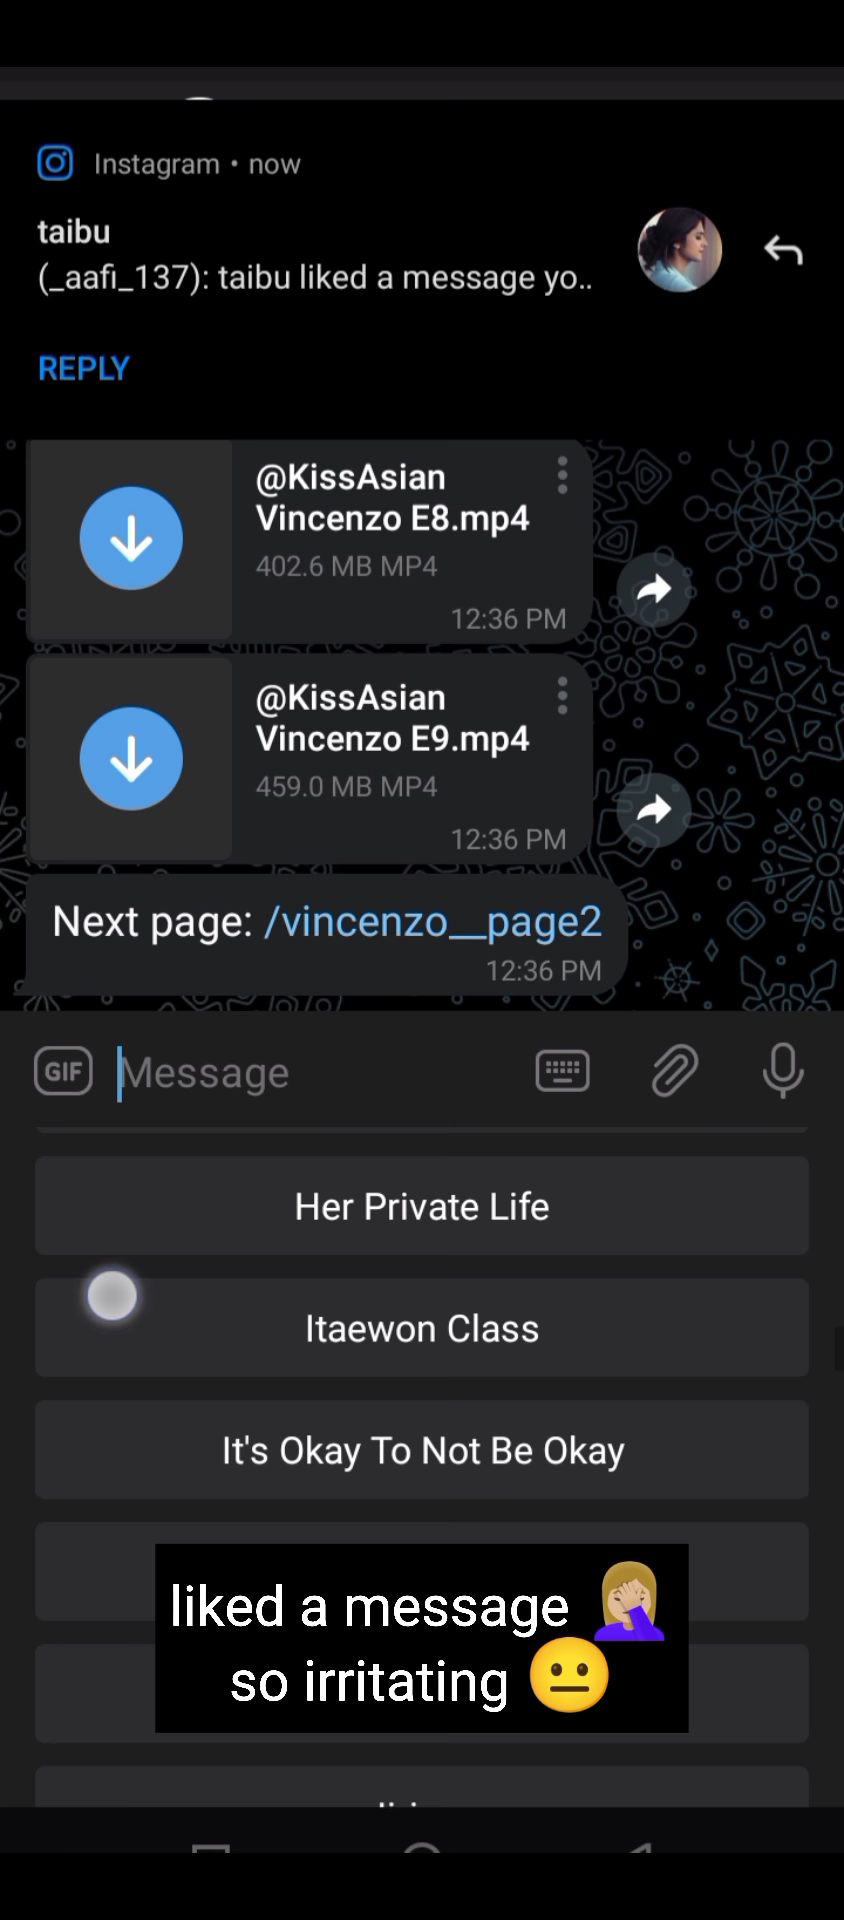 Instagram • now
taibu
(_aafi_137): taibu liked a message yo..
REPLY
@KissAsian
Vincenzo E8.mp4
402.6 MB MP4
12:36 PM
@KissAsian
Vincenzo E9.mp4
459.0 MB MP4
12:36 PM
Next page: /vincenzo__page2
12:36 PM
GIF
Message
Her Private Life
Itaewon Class
It's Okay To Not Be Okay
liked a message 🤦🏼‍♀️
so irritating 😐